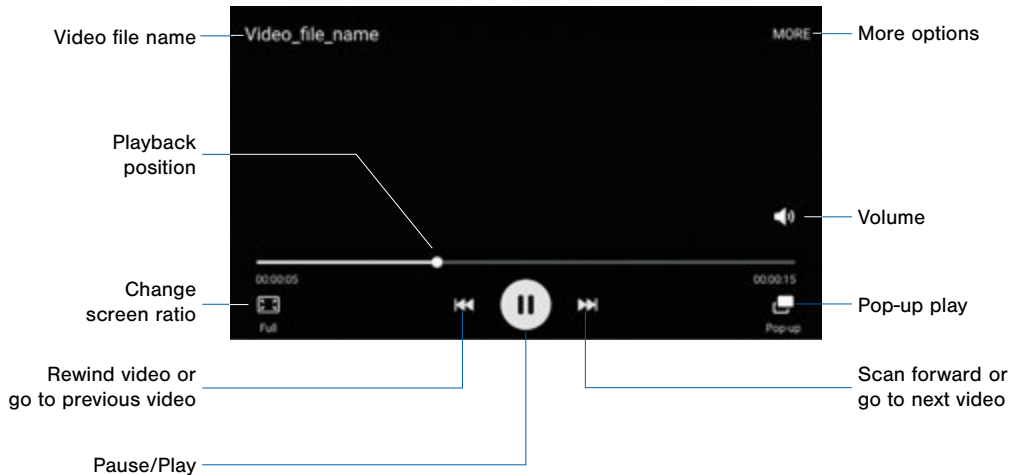 Video file name
Video_file_name
MORE
More options
Playback
position
Volume
00:00:05
00:00:15
Change
screen ratio
Full
Pop-up
Pop-up play
Rewind video or
go to previous video
Scan forward or
go to next video
Pause/Play